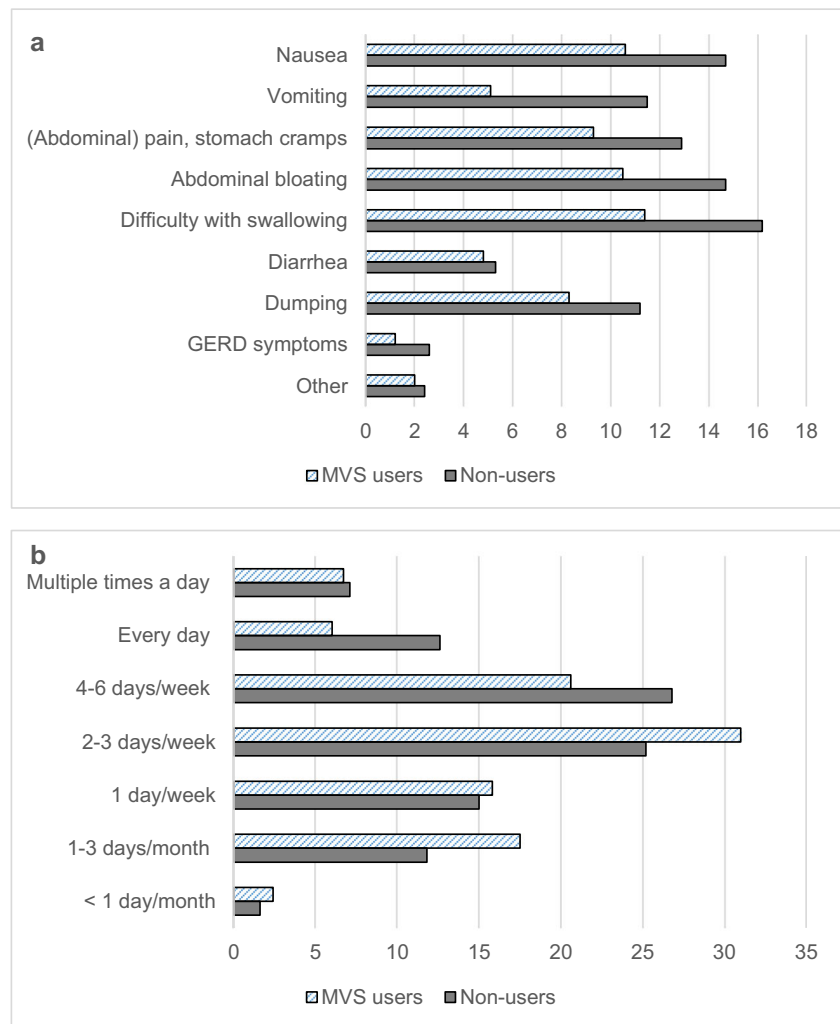 a
Nausea
Vomiting
(Abdominal) pain, stomach cramps
Abdominal bloating
Difficulty with swallowing
Diarrhea
Dumping
GERD symptoms
Other
0 2 4 6 8 10 12 14 16 18
MVS users Non-users
b
Multiple times a day
Every day
4-6 days/week
2-3 days/week
1 day/week
1-3 days/month
< 1 day/month
0 5 10 15 20 25 30 35
MVS users Non-users